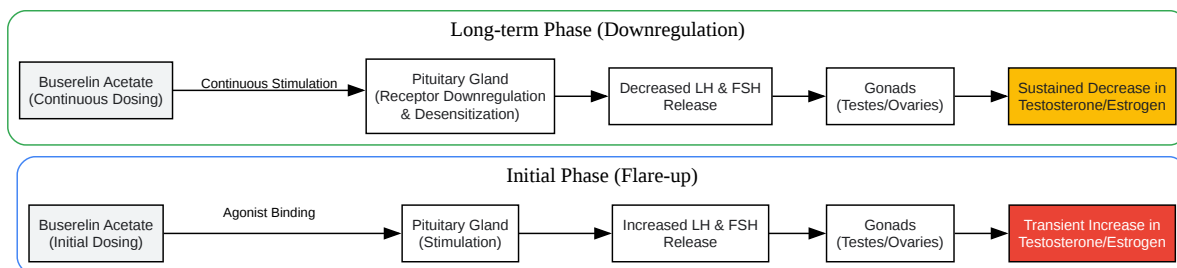 Long-term Phase (Downregulation)
Buserelin Acetate
(Continuous Dosing)
Continuous Stimulation
Pituitary Gland
(Receptor Downregulation
& Desensitization)
Decreased LH & FSH
Release
Gonads
(Testes/Ovaries)
Sustained Decrease in
Testosterone/Estrogen
Initial Phase (Flare-up)
Buserelin Acetate
(Initial Dosing)
Agonist Binding
Pituitary Gland
(Stimulation)
Increased LH & FSH
Release
Gonads
(Testes/Ovaries)
Transient Increase in
Testosterone/Estrogen